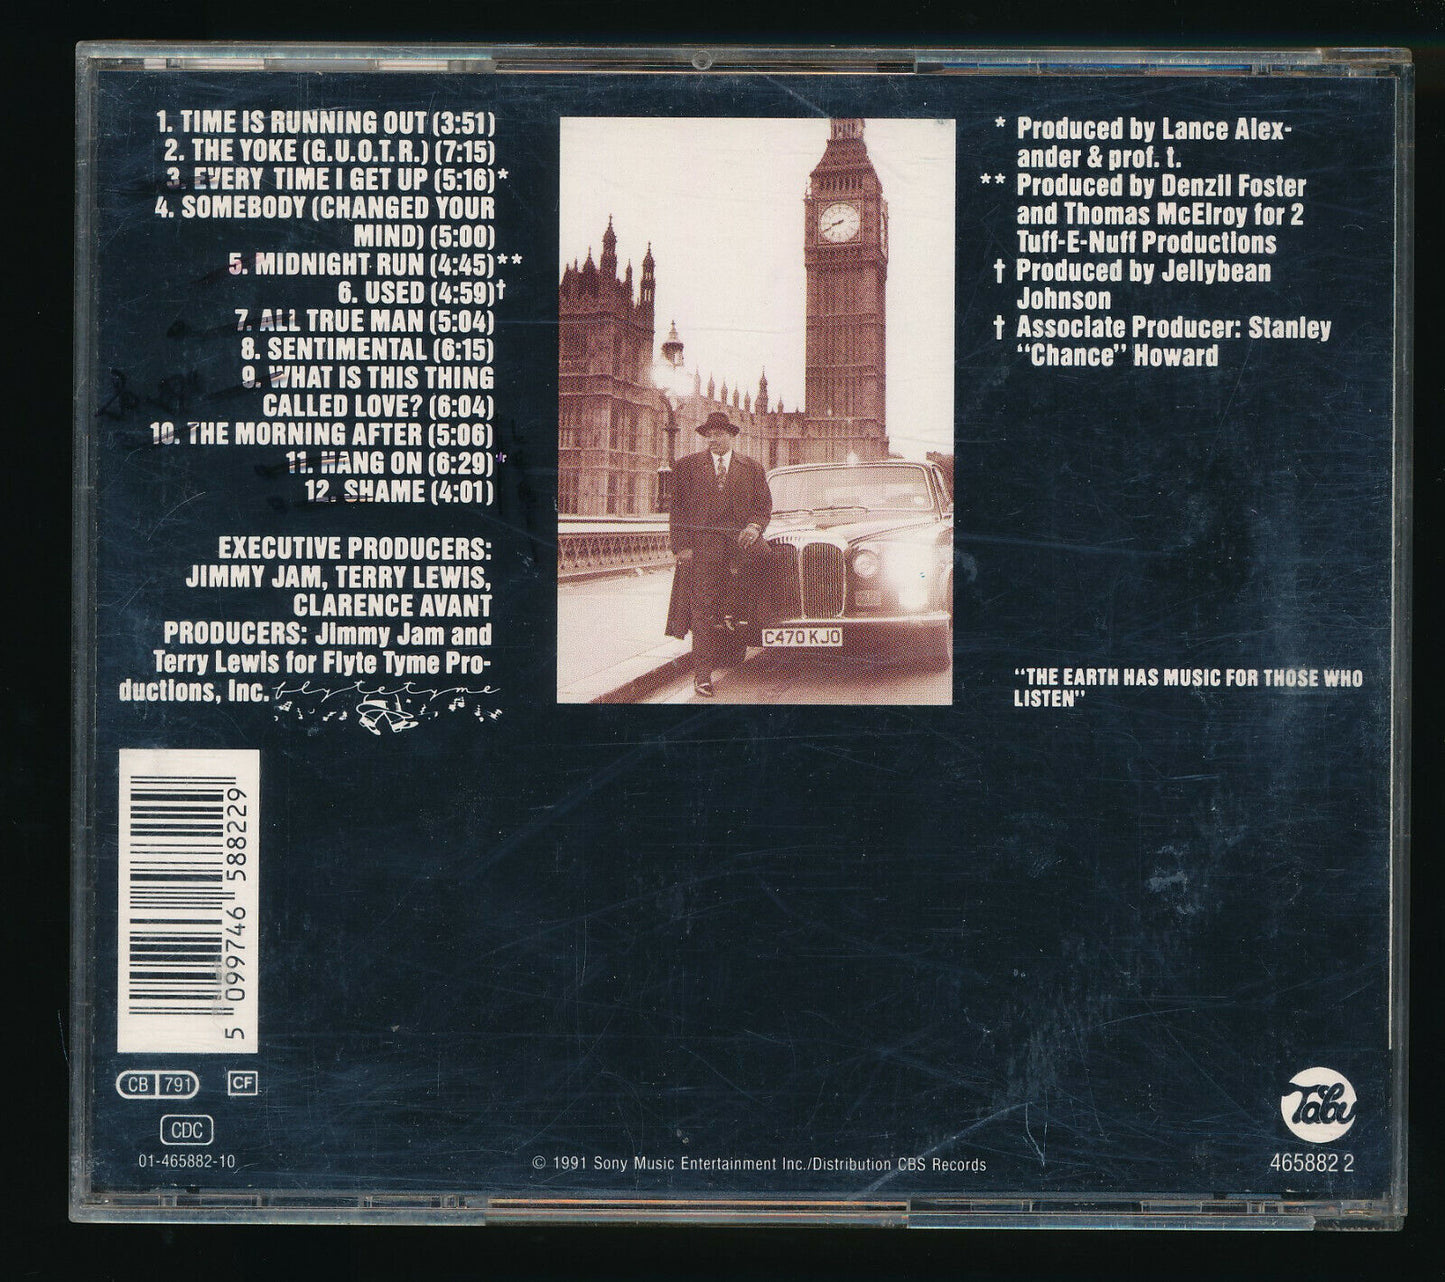 1. TIME IS RUNNING OUT (3:51)
2. THE YOKE (G.U.O.T.R.) (7:15)
3. EVERY TIME I GET UP (5:16)*
4. SOMEBODY (CHANGED YOUR
MIND) (5:00)
5. MIDNIGHT RUN (4:45)**
6. USED (4:59)†
7. ALL TRUE MAN (5:04)
8. SENTIMENTAL (6:15)
9. WHAT IS THIS THING
CALLED LOVE? (6:04)
10. THE MORNING AFTER (5:06)
11. HANG ON (6:29)*
12. SHAME (4:01)
EXECUTIVE PRODUCERS:
JIMMY JAM, TERRY LEWIS,
CLARENCE AVANT
PRODUCERS: Jimmy Jam and
Terry Lewis for Flyte Tyme Pro-
ductions, Inc.
flytetyme
C470 KJO
* Produced by Lance Alex-
ander & prof. t.
** Produced by Denzil Foster
and Thomas McElroy for 2
Tuff-E-Nuff Productions
† Produced by Jellybean
Johnson
† Associate Producer: Stanley
"Chance" Howard
"THE EARTH HAS MUSIC FOR THOSE WHO
LISTEN"
5 099746 588229
CB 791
CF
CDC
01-465882-10
© 1991 Sony Music Entertainment Inc./Distribution CBS Records
Tabu
465882 2